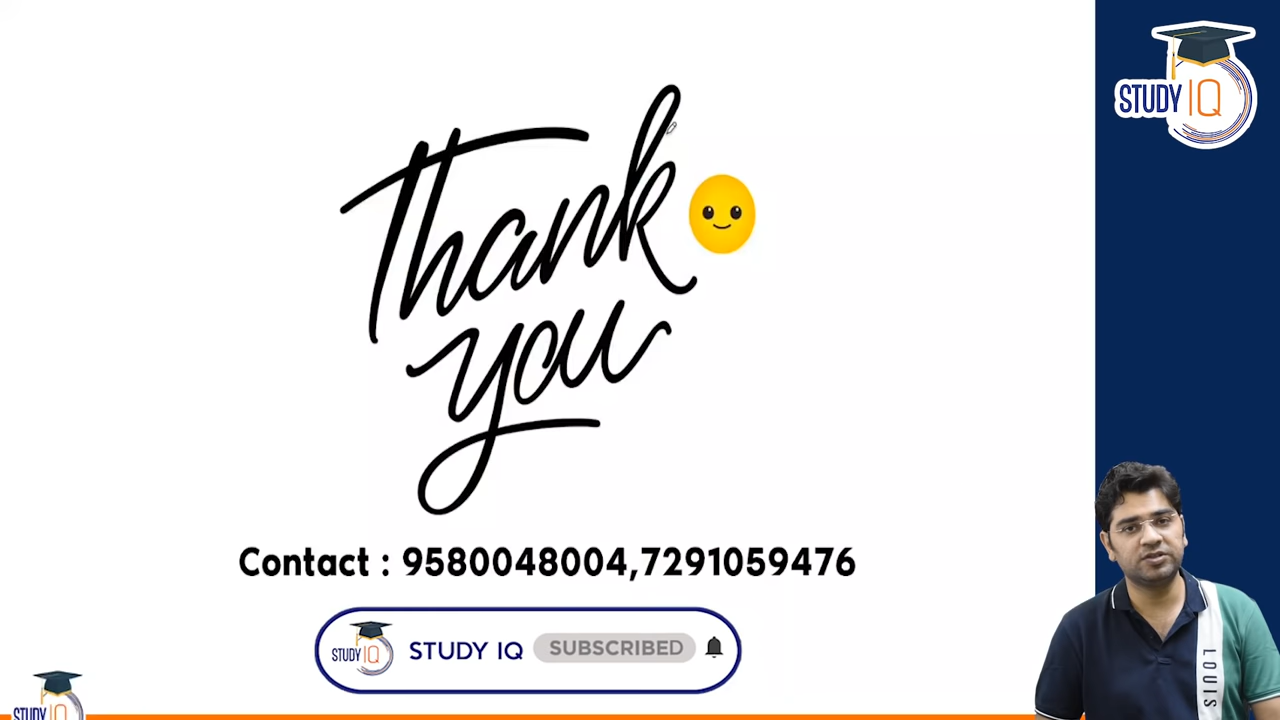 STUDY IQ
Thank
you
Contact : 9580048004,7291059476
STUDY IQ STUDY IQ SUBSCRIBED
LOUIS
STUDY IQ